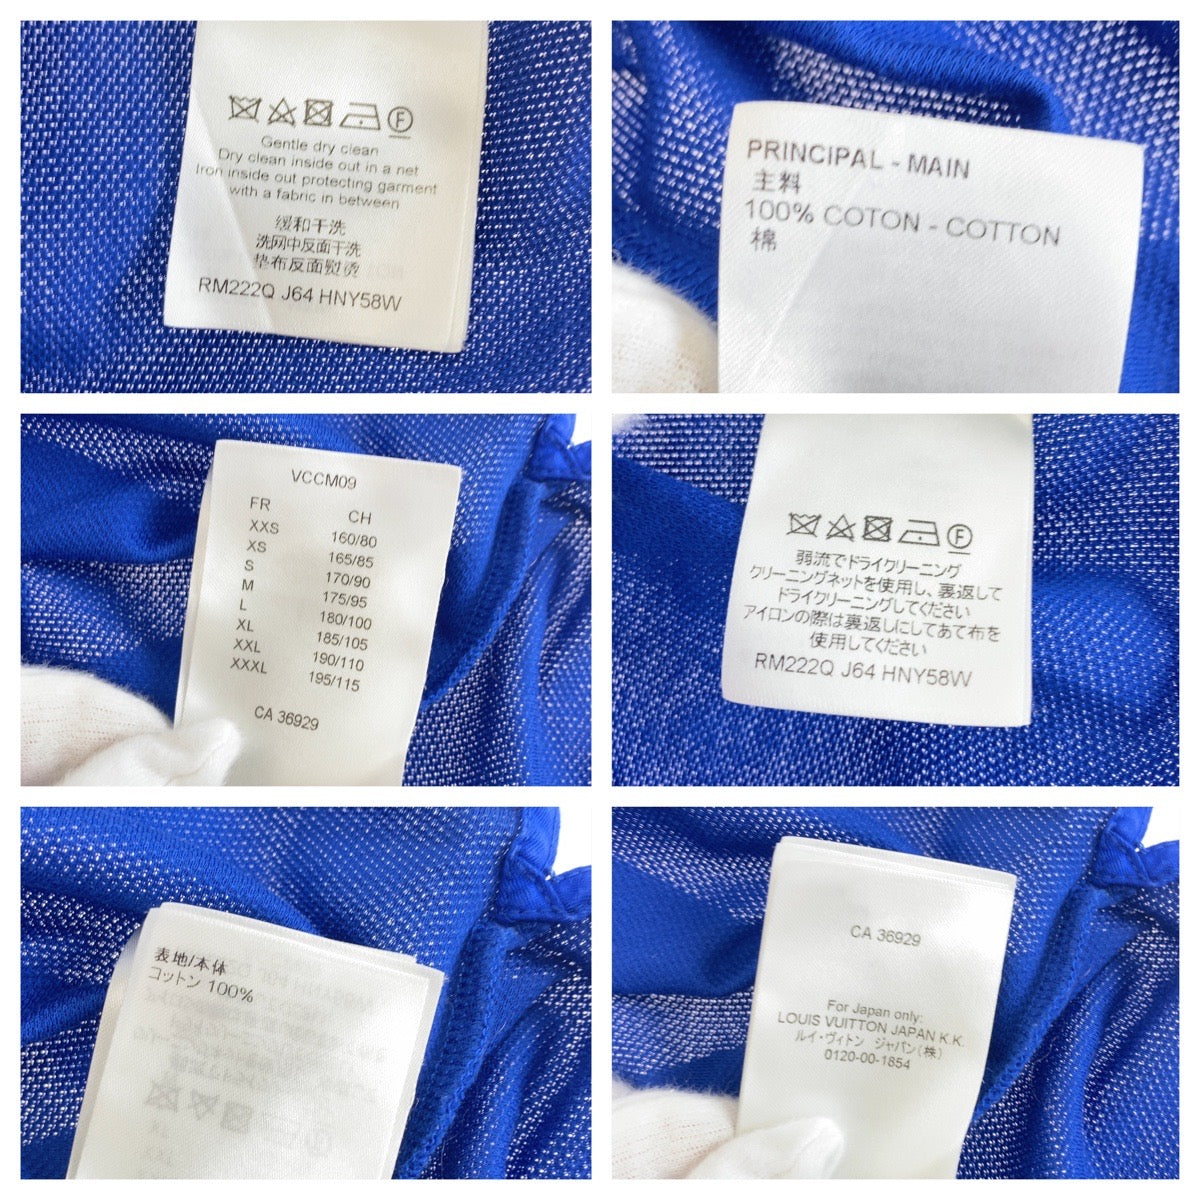 Gentle dry clean
Dry clean inside out in a net
Iron inside out protecting garment
with a fabric in between
缓和干洗
洗网中反面干洗
垫布反面熨烫
RM222Q J64 HNY58W
PRINCIPAL - MAIN
主料
100% COTON - COTTON
棉
VCCM09
FR CH
XXS 160/80
XS 165/85
S 170/90
M 175/95
L 180/100
XL 185/105
XXL 190/110
XXXL 195/115
CA 36929
弱流でドライクリーニング
クリーニングネットを使用し、裏返して
ドライクリーニングしてください
アイロンの際は裏返しにしてあて布を
使用してください
RM222Q J64 HNY58W
表地/本体
コットン 100%
CA 36929
For Japan only:
LOUIS VUITTON JAPAN K.K.
ルイ・ヴィトン ジャパン(株)
0120-00-1854